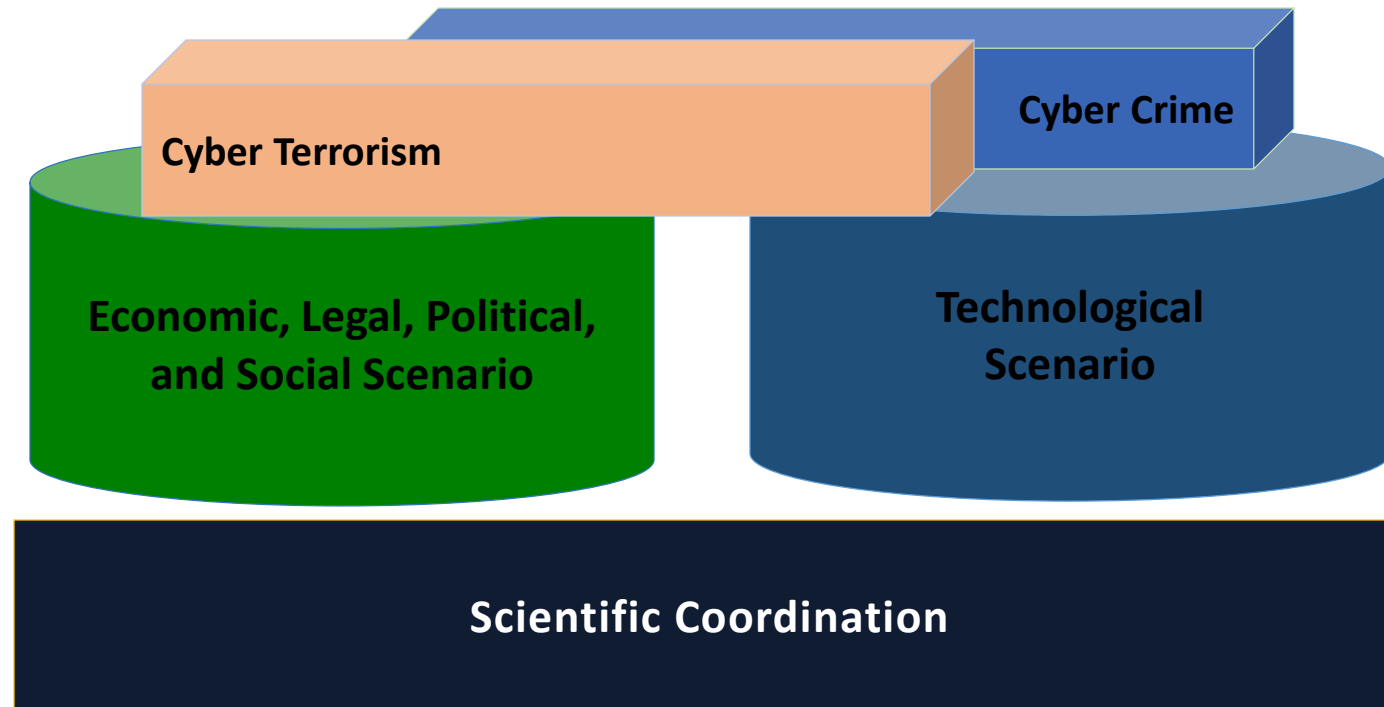 Cyber Crime
Cyber Terrorism
Economic, Legal, Political,
and Social Scenario
Technological
Scenario
Scientific Coordination